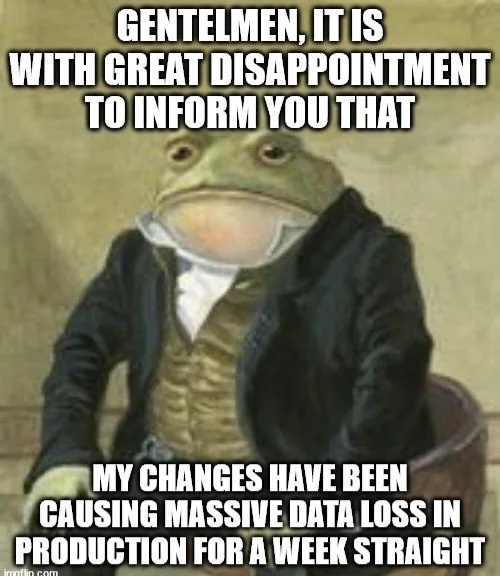 GENTELMEN, IT IS
WITH GREAT DISAPPOINTMENT
TO INFORM YOU THAT
MY CHANGES HAVE BEEN
CAUSING MASSIVE DATA LOSS IN
PRODUCTION FOR A WEEK STRAIGHT
imgflip.com